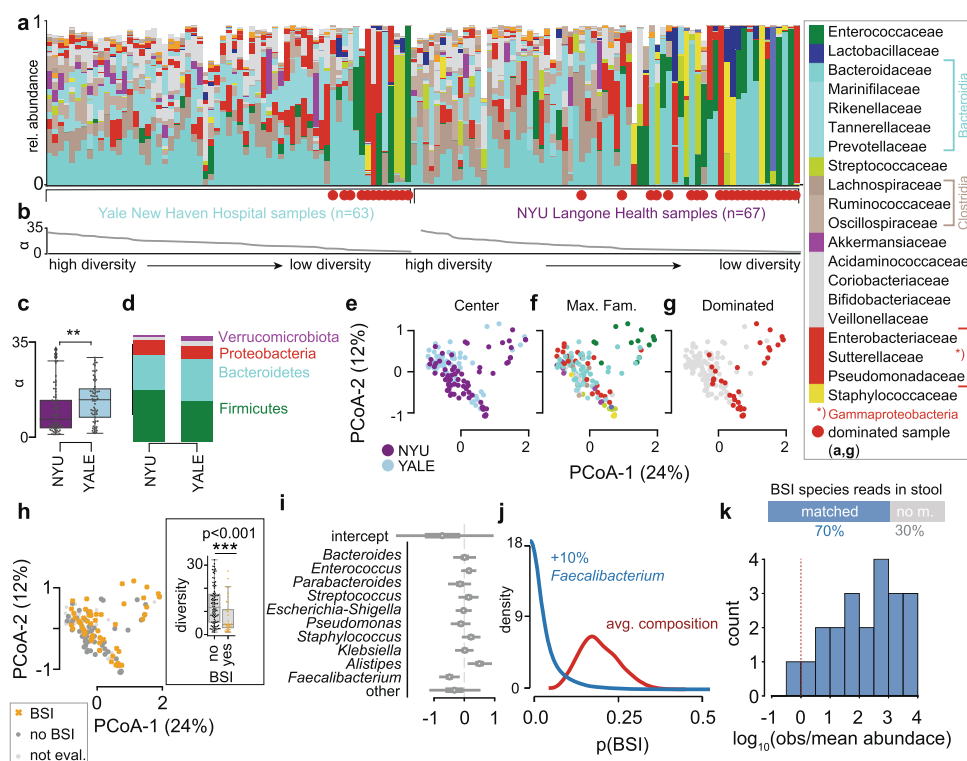 a
1
rel. abundance
0
Yale New Haven Hospital samples (n=63)
NYU Langone Health samples (n=67)
b
35
α
0
high diversity
low diversity
high diversity
low diversity
Enterococcaceae
Lactobacillaceae
Bacteroidaceae
Marinifilaceae
Rikenellaceae
Tannerellaceae
Prevotellaceae
Bacteroidia
Streptococcaceae
Lachnospiraceae
Ruminococcaceae
Oscillospiraceae
Clostridia
Akkermansiaceae
Acidaminococcaceae
Coriobacteriaceae
Bifidobacteriaceae
Veillonellaceae
Enterobacteriaceae
Sutterellaceae
*)
Pseudomonadaceae
Staphylococcaceae
*) Gammaproteobacteria
dominated sample
(a,g)
c
**
35
α
0
NYU
YALE
d
Verrucomicrobiota
Proteobacteria
Bacteroidetes
Firmicutes
NYU
YALE
e
Center
f
Max. Fam.
g
Dominated
PCoA-2 (12%)
1
0
-1
0
2
0
2
0
2
NYU
YALE
PCoA-1 (24%)
h
PCoA-2 (12%)
1
-1
0
2
PCoA-1 (24%)
p<0.001
***
diversity
30
0
no
yes
BSI
BSI
no BSI
not eval.
i
intercept
Bacteroides
Enterococcus
Parabacteroides
Streptococcus
Escherichia-Shigella
Pseudomonas
Staphylococcus
Klebsiella
Alistipes
Faecalibacterium
other
-1
0
1
j
18
density
0
+10%
Faecalibacterium
avg. composition
0.0
0.25
0.5
p(BSI)
k
BSI species reads in stool
matched
no m.
70%
30%
count
4
3
2
1
0
-1
0
1
2
3
4
log10(obs/mean abundace)